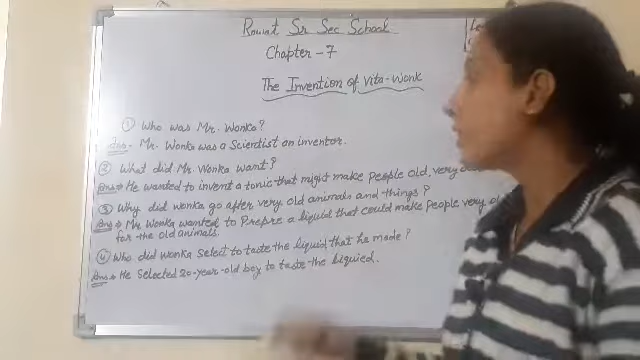 Rawat Sr Sec School
Chapter-7
The Invention of Vita-Wonk
① Who was Mr. Wonka?
Ans- Mr. Wonka was a Scientist an inventor.
② What did Mr. Wonka want?
Ans→ He wanted to invent a tonic that might make People old, very
③ Why did wonka go after very old animals and things?
Ans→ Mr. Wonka wanted to Prepre a liquid that could make People very
for the old animals.
④ Who did wonka select to taste the liquid that he made?
Ans→ He selected 20-year-old boy to taste the liquied.